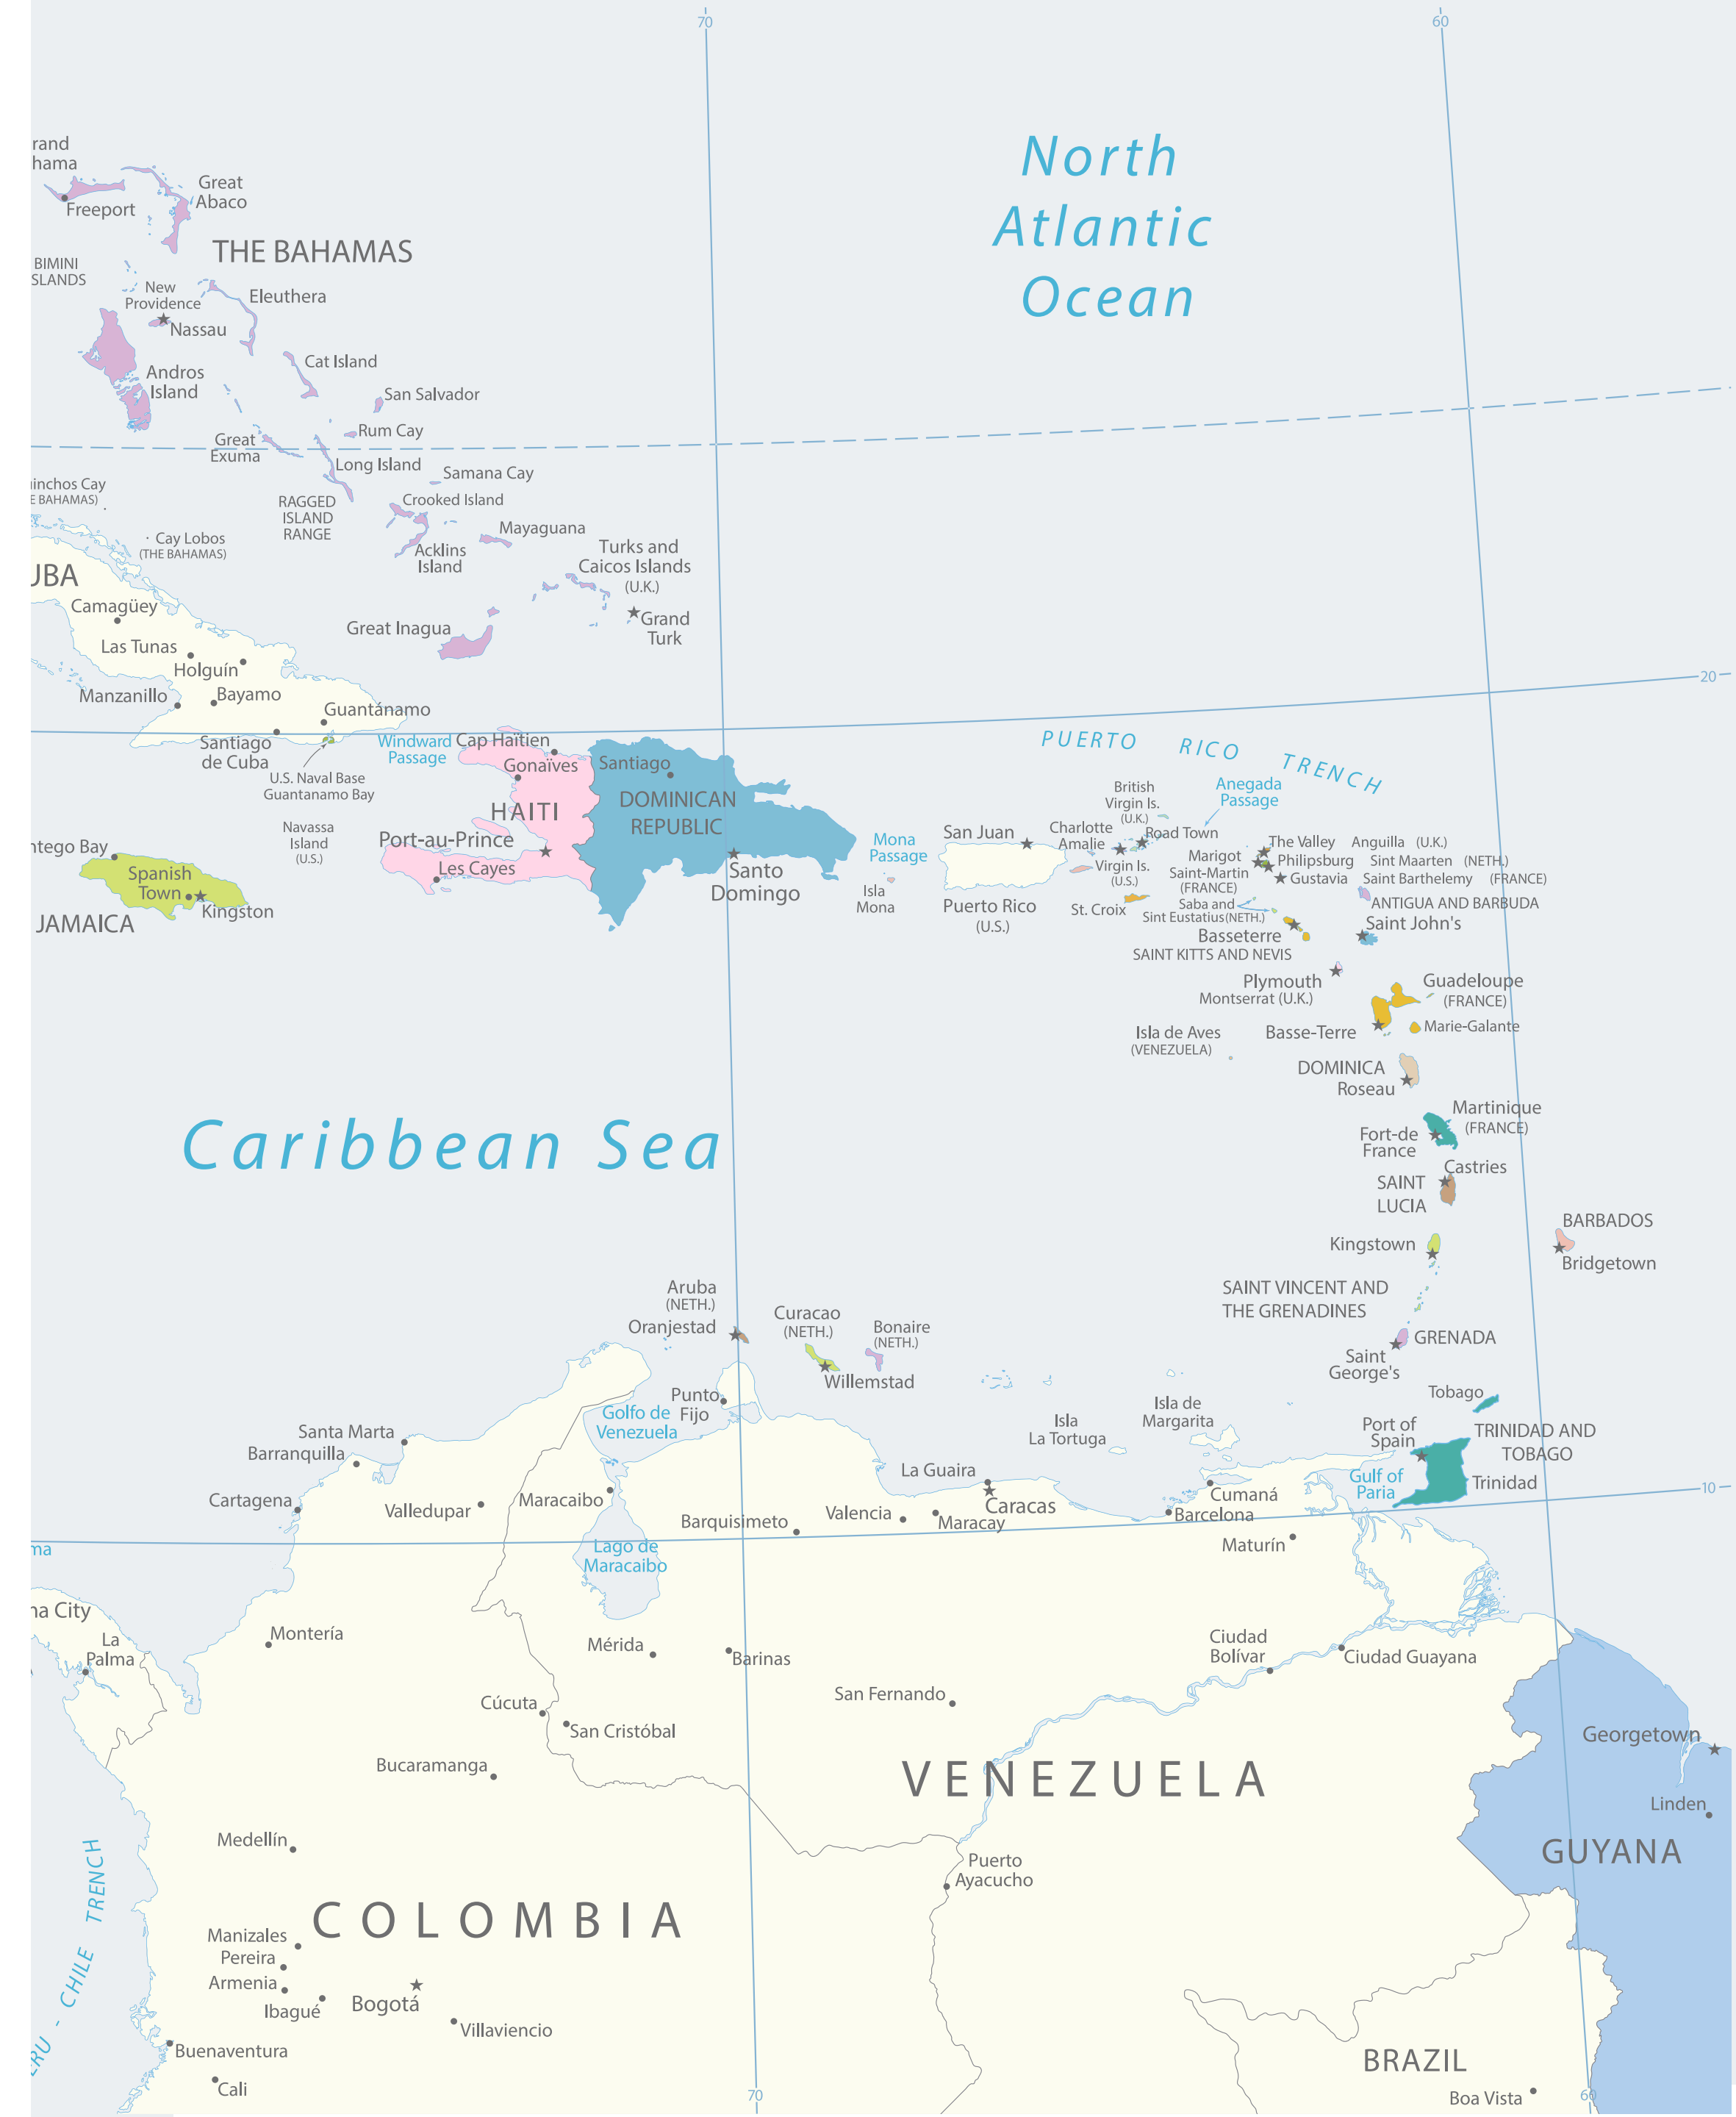 70
60
North
Atlantic
Ocean
rand
hama
Freeport
Great
Abaco
THE BAHAMAS
BIMINI
SLANDS
New
Providence
Nassau
Eleuthera
Andros
Island
Cat Island
San Salvador
Rum Cay
Great
Exuma
Long Island
Samana Cay
RAGGED
ISLAND
RANGE
Crooked Island
Acklins
Island
Mayaguana
inchos Cay
E BAHAMAS)
Cay Lobos
(THE BAHAMAS)
Turks and
Caicos Islands
(U.K.)
Grand
Turk
Great Inagua
UBA
Camagüey
Las Tunas
Holguín
Manzanillo
Bayamo
Guantánamo
Santiago
de Cuba
U.S. Naval Base
Guantanamo Bay
20
Windward
Passage
Cap Haïtien
Gonaïves
HAITI
Port-au-Prince
Les Cayes
Navassa
Island
(U.S.)
Santiago
DOMINICAN
REPUBLIC
Santo
Domingo
ntego Bay
Spanish
Town
Kingston
JAMAICA
Mona
Passage
Isla
Mona
San Juan
Puerto Rico
(U.S.)
PUERTO RICO TRENCH
British
Virgin Is.
(U.K.)
Anegada
Passage
Charlotte
Amalie
Road Town
Virgin Is.
(U.S.)
St. Croix
The Valley
Anguilla (U.K.)
Marigot
Saint-Martin
(FRANCE)
Philipsburg
Sint Maarten (NETH.)
Gustavia
Saint Barthelemy (FRANCE)
Saba and
Sint Eustatius(NETH.)
ANTIGUA AND BARBUDA
Saint John's
Basseterre
SAINT KITTS AND NEVIS
Plymouth
Montserrat (U.K.)
Guadeloupe
(FRANCE)
Basse-Terre
Marie-Galante
Isla de Aves
(VENEZUELA)
DOMINICA
Roseau
Martinique
(FRANCE)
Fort-de
France
Castries
SAINT
LUCIA
Caribbean Sea
BARBADOS
Bridgetown
Kingstown
SAINT VINCENT AND
THE GRENADINES
GRENADA
Saint
George's
Aruba
(NETH.)
Oranjestad
Curacao
(NETH.)
Willemstad
Bonaire
(NETH.)
Tobago
TRINIDAD AND
TOBAGO
Port of
Spain
Trinidad
Gulf of
Paria
Isla de
Margarita
Isla
La Tortuga
Punto
Fijo
Golfo de
Venezuela
Santa Marta
Barranquilla
Cartagena
Valledupar
Maracaibo
Lago de
Maracaibo
Barquisimeto
Valencia
Maracay
La Guaira
Caracas
Cumaná
Barcelona
Maturín
10
ma
na City
La
Palma
Montería
Mérida
Barinas
Cúcuta
San Cristóbal
San Fernando
Ciudad
Bolívar
Ciudad Guayana
Bucaramanga
VENEZUELA
Georgetown
Linden
GUYANA
Medellín
Puerto
Ayacucho
COLOMBIA
Manizales
Pereira
Armenia
Ibagué
Bogotá
Villaviencio
Buenaventura
Cali
ERU - CHILE TRENCH
BRAZIL
Boa Vista
70
60